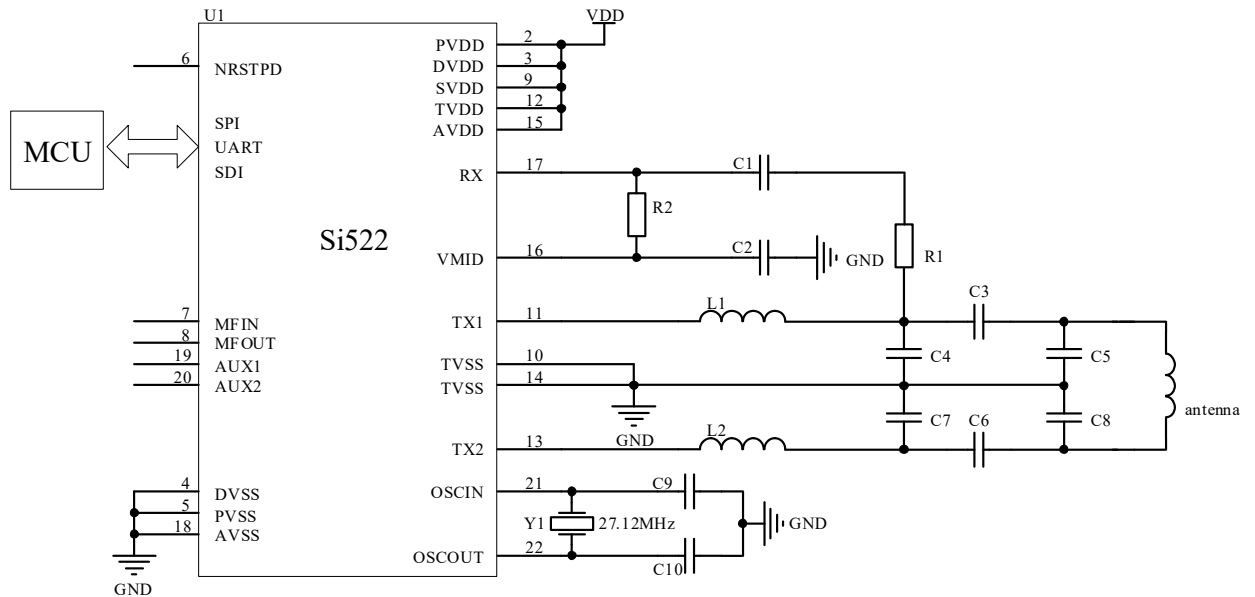 U1
VDD
2
PVDD
3
DVDD
6
NRSTPD
9
SVDD
12
TVDD
15
AVDD
SPI
MCU
UART
SDI
17
RX
C1
R2
Si522
16
VMID
C2
GND
R1
7
MFIN
8
MFOUT
19
AUX1
20
AUX2
11
TX1
L1
C3
10
TVSS
14
TVSS
C4
C5
GND
antenna
13
TX2
L2
C7
C6
C8
4
DVSS
5
PVSS
18
AVSS
GND
21
OSCIN
C9
Y1
27.12MHz
GND
22
OSCOUT
C10